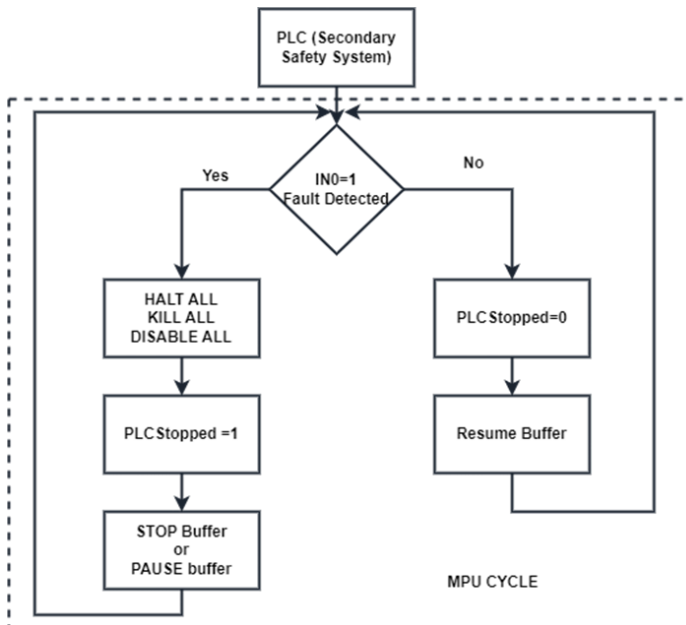 PLC (Secondary
Safety System)
Yes
No
IN0=1
Fault Detected
HALT ALL
KILL ALL
DISABLE ALL
PLCStopped=0
PLCStopped =1
Resume Buffer
STOP Buffer
or
PAUSE buffer
MPU CYCLE